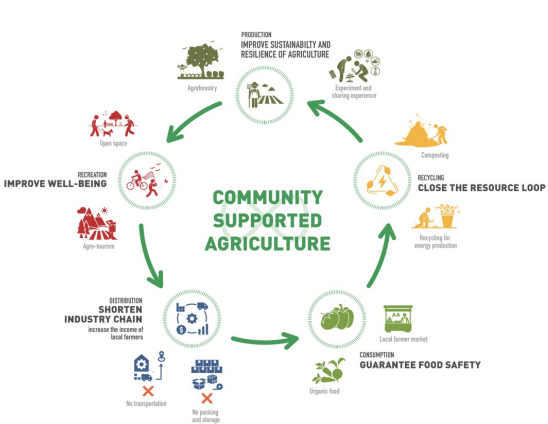 PRODUCTION
IMPROVE SUSTAINABILTY AND
RESILIENCE OF AGRICULTURE
Agroforestry
Experiment and
sharing experience
Open space
Composting
RECREATION
IMPROVE WELL-BEING
RECYCLING
CLOSE THE RESOURCE LOOP
COMMUNITY
SUPPORTED
AGRICULTURE
Agro-tourism
Recycling for
energy production
DISTRIBUTION
SHORTEN
INDUSTRY CHAIN
increase the income of
local farmers
Local farmer market
CONSUMPTION
GUARANTEE FOOD SAFETY
Organic food
No transportation
No packing
and storage